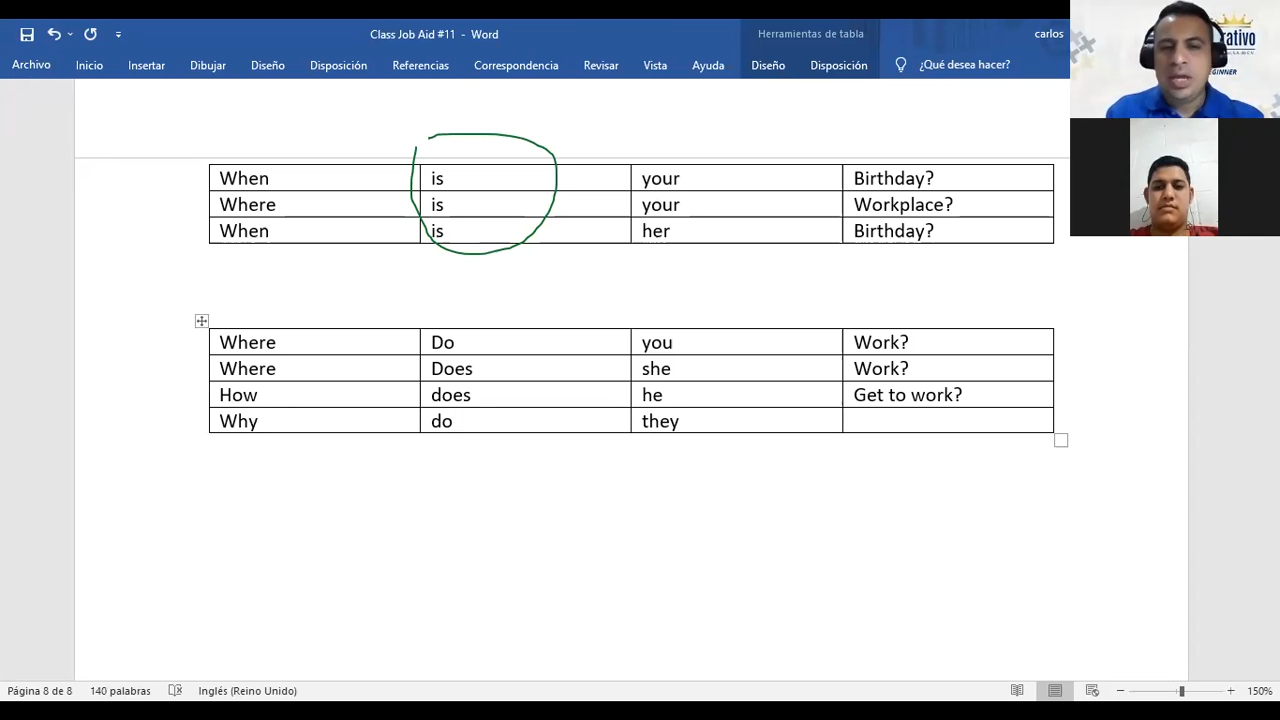 Class Job Aid #11 - Word
Herramientas de tabla
carlos
Archivo Inicio Insertar Dibujar Diseño Disposición Referencias Correspondencia Revisar Vista Ayuda Diseño Disposición ¿Qué desea hacer?
When is your Birthday?
Where is your Workplace?
When is her Birthday?
Where Do you Work?
Where Does she Work?
How does he Get to work?
Why do they
Página 8 de 8 140 palabras Inglés (Reino Unido) 150%